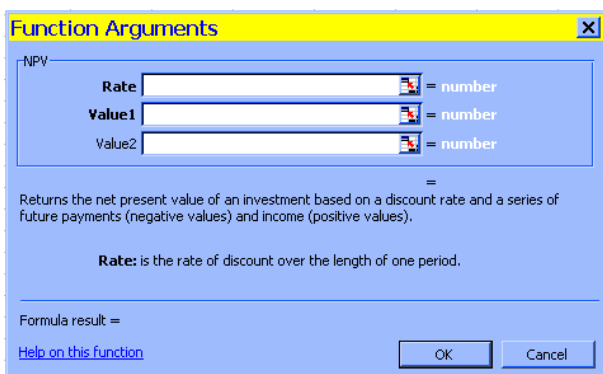 Function Arguments
NPV
Rate = number
Value1 = number
Value2 = number
=
Returns the net present value of an investment based on a discount rate and a series of
future payments (negative values) and income (positive values).
Rate: is the rate of discount over the length of one period.
Formula result =
Help on this function
OK Cancel